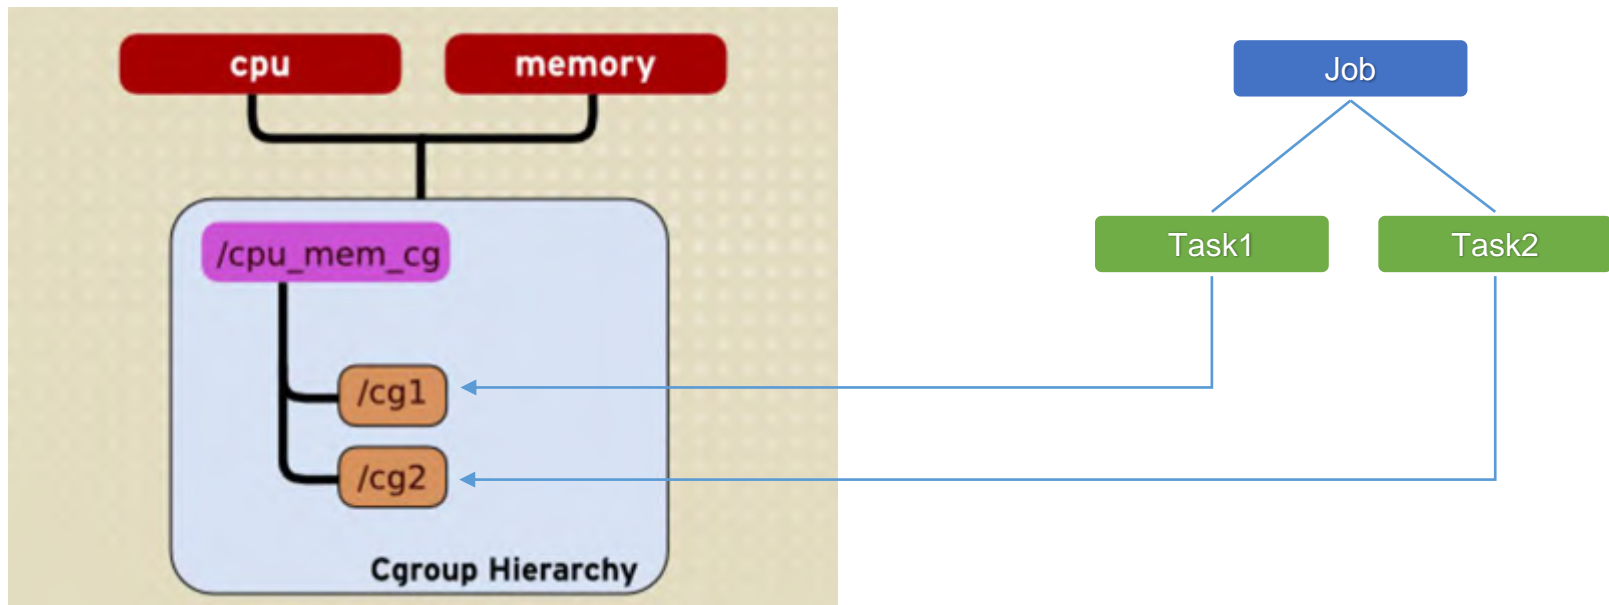 cpu
memory
/cpu_mem_cg
/cg1
/cg2
Cgroup Hierarchy
Job
Task1
Task2